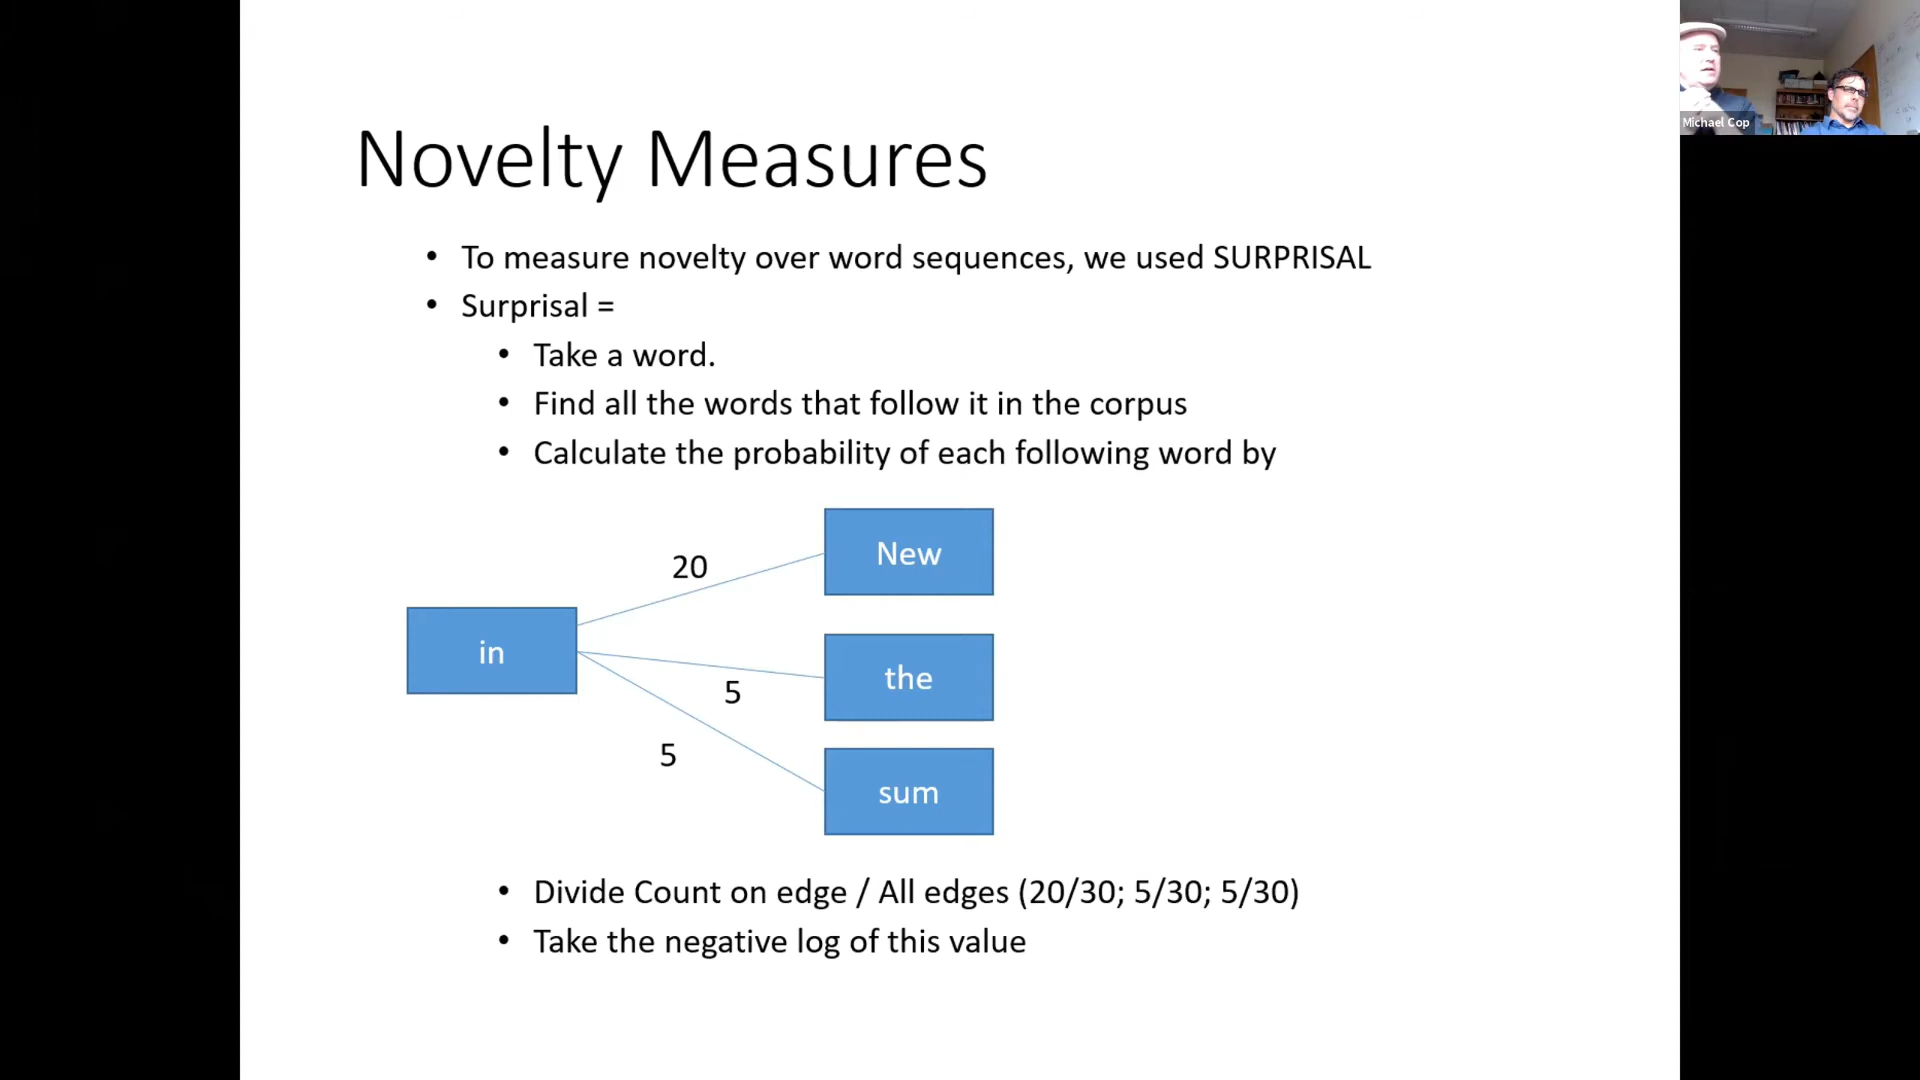 Novelty Measures
• To measure novelty over word sequences, we used SURPRISAL
• Surprisal =
• Take a word.
• Find all the words that follow it in the corpus
• Calculate the probability of each following word by
20
New
in
the
5
5
sum
• Divide Count on edge / All edges (20/30; 5/30; 5/30)
• Take the negative log of this value
Michael Cop